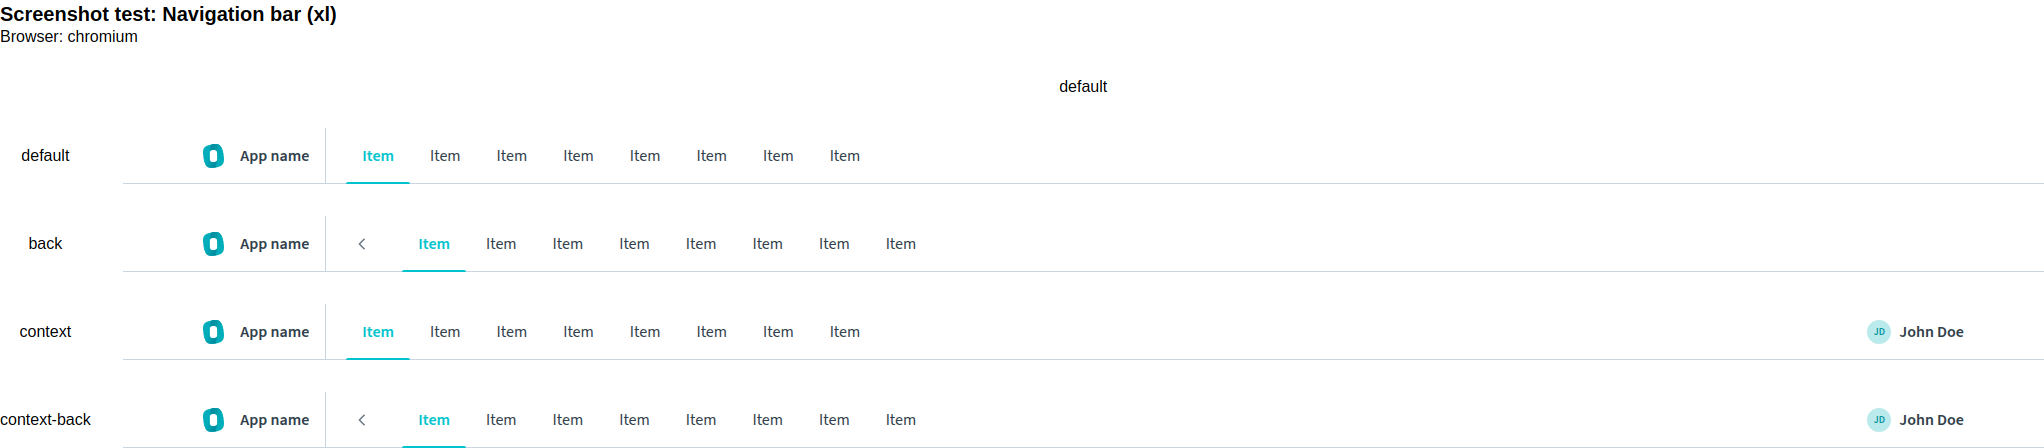 Screenshot test: Navigation bar (xl)
Browser: chromium
default
default App name Item Item Item Item Item Item Item Item
back App name Item Item Item Item Item Item Item Item
context App name Item Item Item Item Item Item Item Item JD John Doe
context-back App name Item Item Item Item Item Item Item Item JD John Doe